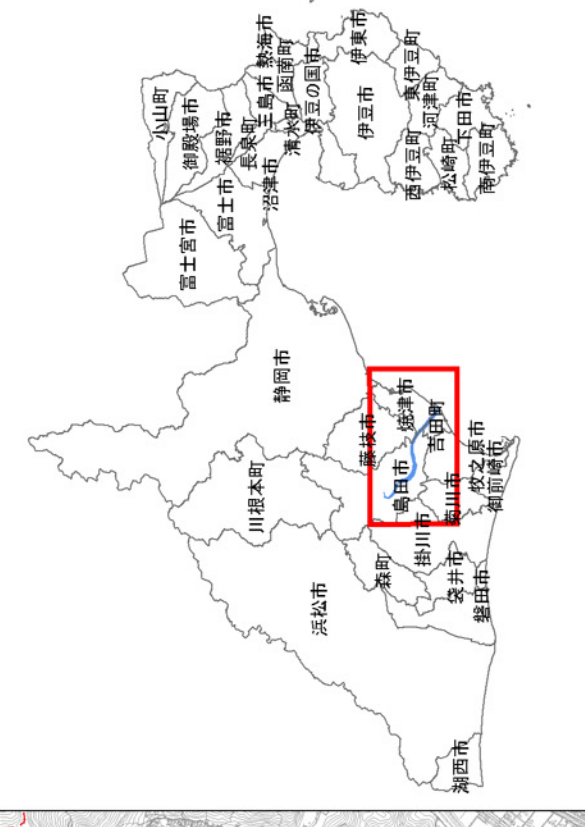 小山町
御殿場市
裾野市
長泉町
三島市
熱海市
函南町
清水町
伊豆の国市
伊東市
沼津市
富士市
富士宮市
伊豆市
東伊豆町
河津町
西伊豆町
松崎町
下田市
南伊豆町
静岡市
川根本町
浜松市
藤枝市
焼津市
島田市
吉田町
牧之原市
御前崎市
菊川市
掛川市
森町
袋井市
磐田市
湖西市